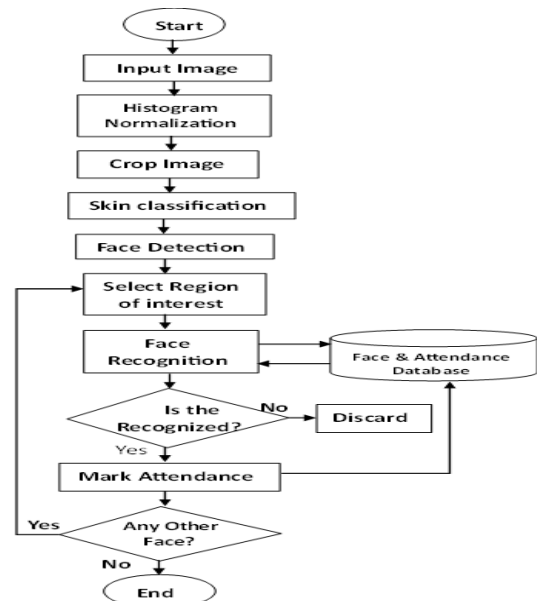 Start
Input Image
Histogram
Normalization
Crop Image
Skin classification
Face Detection
Select Region
of interest
Face
Recognition
Face & Attendance
Database
Is the
Recognized?
No
Discard
Yes
Mark Attendance
Any Other
Face?
Yes
No
End